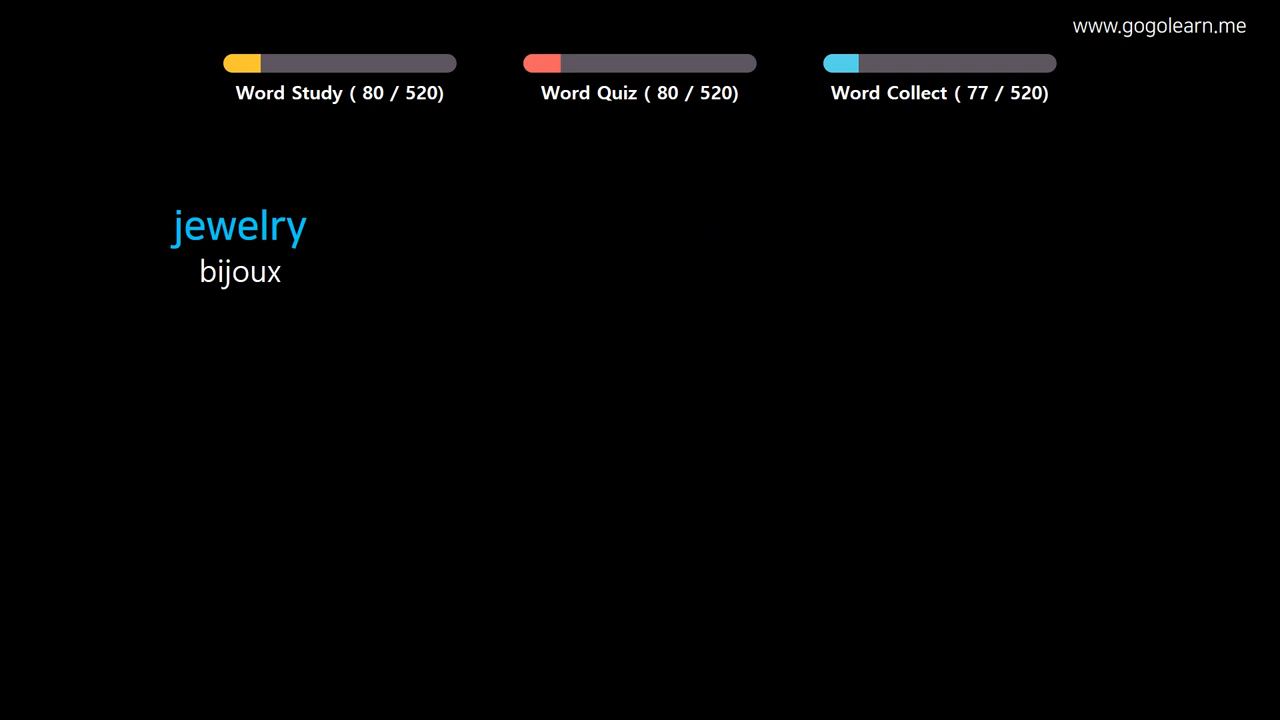 www.gogolearn.me
Word Study ( 80 / 520)
Word Quiz ( 80 / 520)
Word Collect ( 77 / 520)
jewelry
bijoux